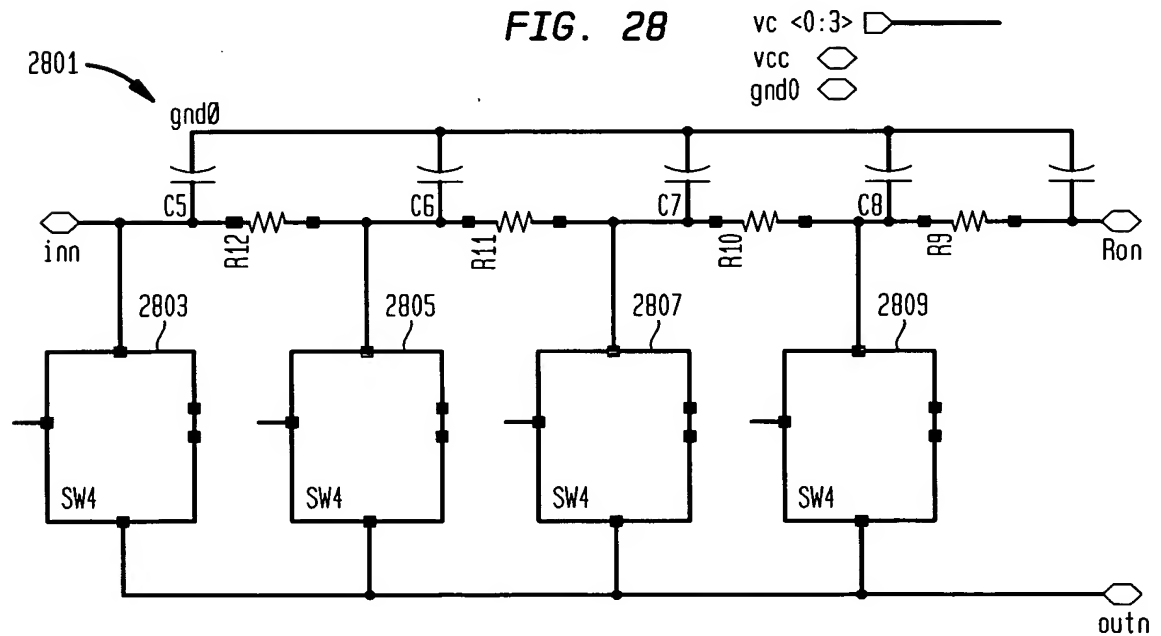 FIG. 28
vc <0:3>
vcc
gnd0
2801
gndØ
C5
C6
C7
C8
inn
R12
R11
R10
R9
Ron
2803
2805
2807
2809
SW4
SW4
SW4
SW4
outn